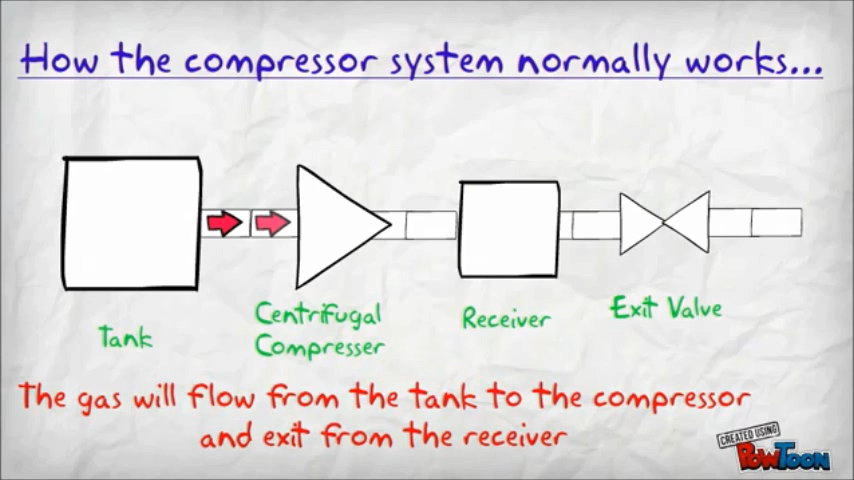 How the compressor system normally works...
Tank
Centrifugal
Compresser
Receiver
Exit Valve
The gas will flow from the tank to the compressor
and exit from the receiver
CREATED USING
POWTOON